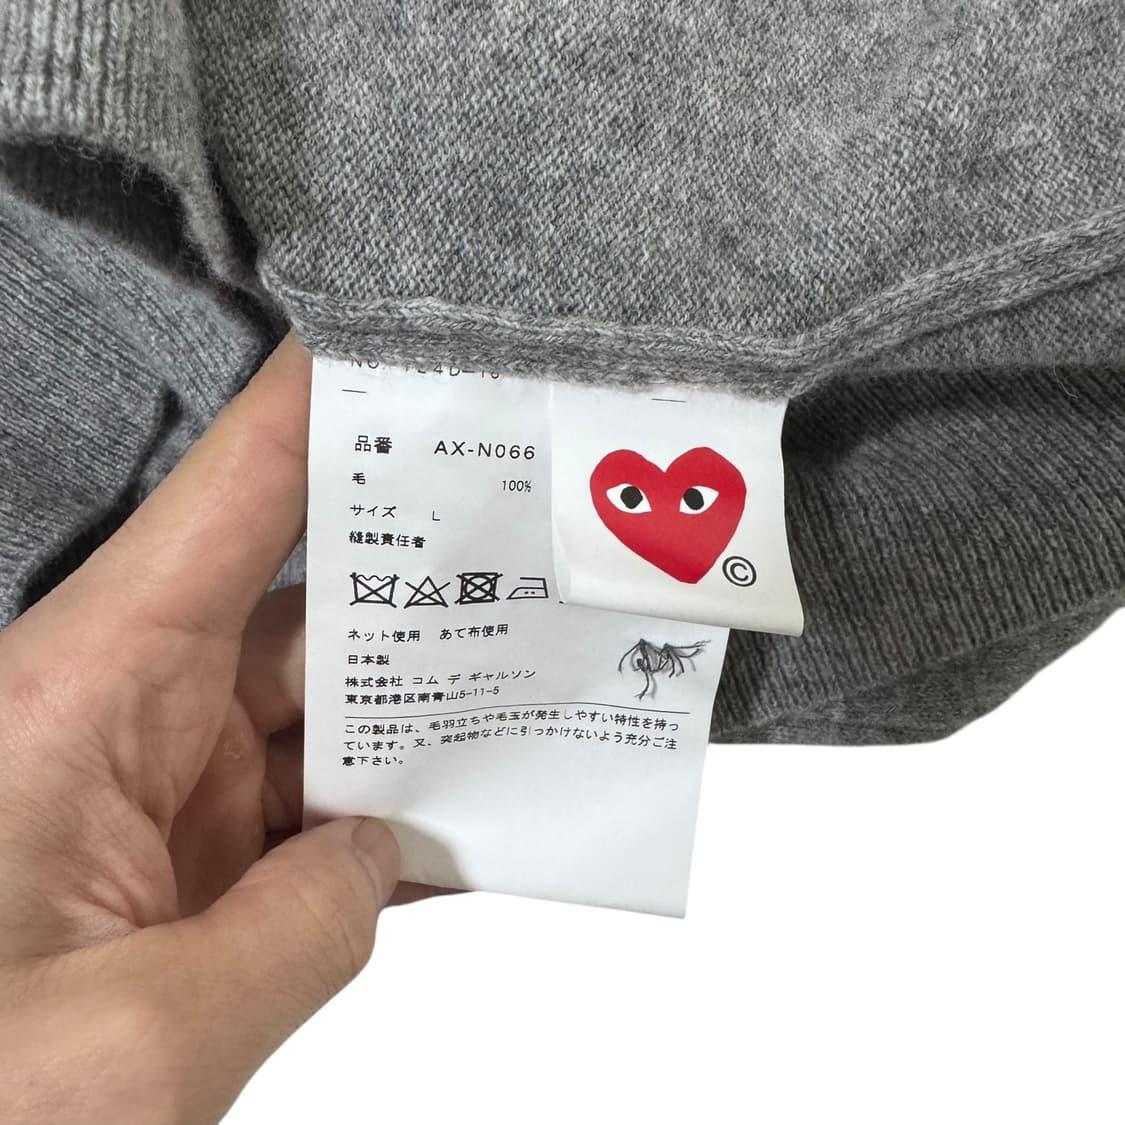 品番 AX-N066
毛 100%
サイズ L
縫製責任者
©
ネット使用 あて布使用
日本製
株式会社 コム デ ギャルソン
東京都港区南青山5-11-5
この製品は、毛羽立ちや毛玉が発生しやすい特性を持っ
ています。又、突起物などに引っかけないよう充分ご注
意下さい。